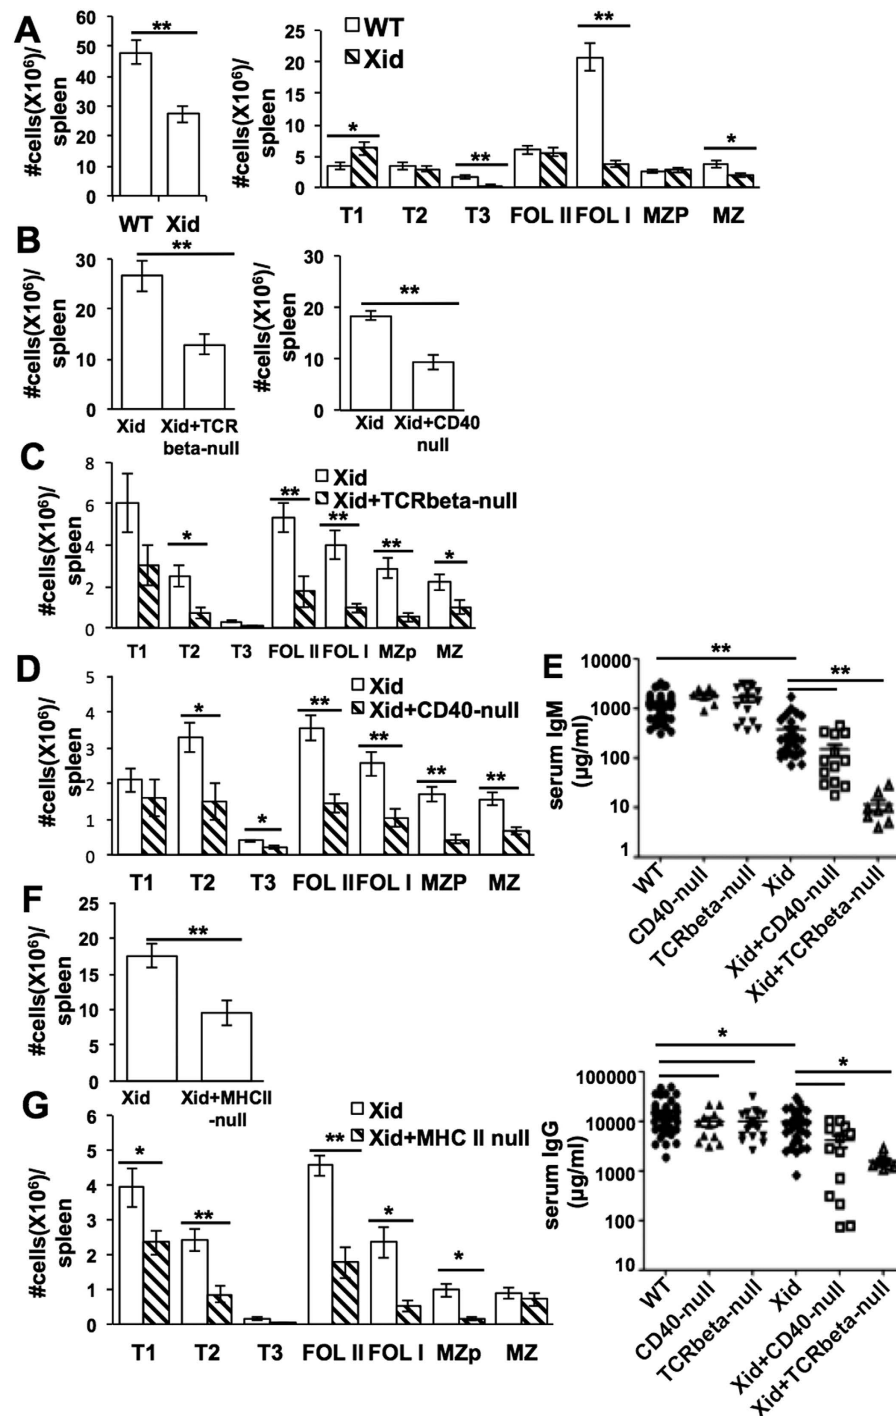 A
#cells(X10⁶)/
spleen
60
50
40
30
20
10
0
**
WT Xid
#cells(X10⁶)/
spleen
25
20
15
10
5
0
WT
Xid
*
**
**
*
T1 T2 T3 FOL II FOL I MZP MZ
B
#cells(X10⁶)/
spleen
30
20
10
0
**
Xid Xid+TCR
beta-null
#cells(X10⁶)/
spleen
30
20
10
0
**
Xid Xid+CD40
null
C
#cells(X10⁶)/
spleen
8
6
4
2
0
Xid
Xid+TCRbeta-null
*
**
**
**
*
T1 T2 T3 FOL II FOL I MZp MZ
D
#cells(X10⁶)/
spleen
5
4
3
2
1
0
Xid
Xid+CD40-null
*
*
**
**
**
**
T1 T2 T3 FOL II FOL I MZP MZ
E
serum IgM
(µg/ml)
10000
1000
100
10
1
**
**
WT
CD40-null
TCRbeta-null
Xid
Xid+CD40-null
Xid+TCRbeta-null
serum IgG
(µg/ml)
100000
10000
1000
100
10
*
*
WT
CD40-null
TCRbeta-null
Xid
Xid+CD40-null
Xid+TCRbeta-null
F
#cells(X10⁶)/
spleen
25
20
15
10
5
0
**
Xid Xid+MHCII
-null
G
#cells(X10⁶)/
spleen
6
5
4
3
2
1
0
Xid
Xid+MHC II null
*
**
**
*
*
T1 T2 T3 FOL II FOL I MZp MZ